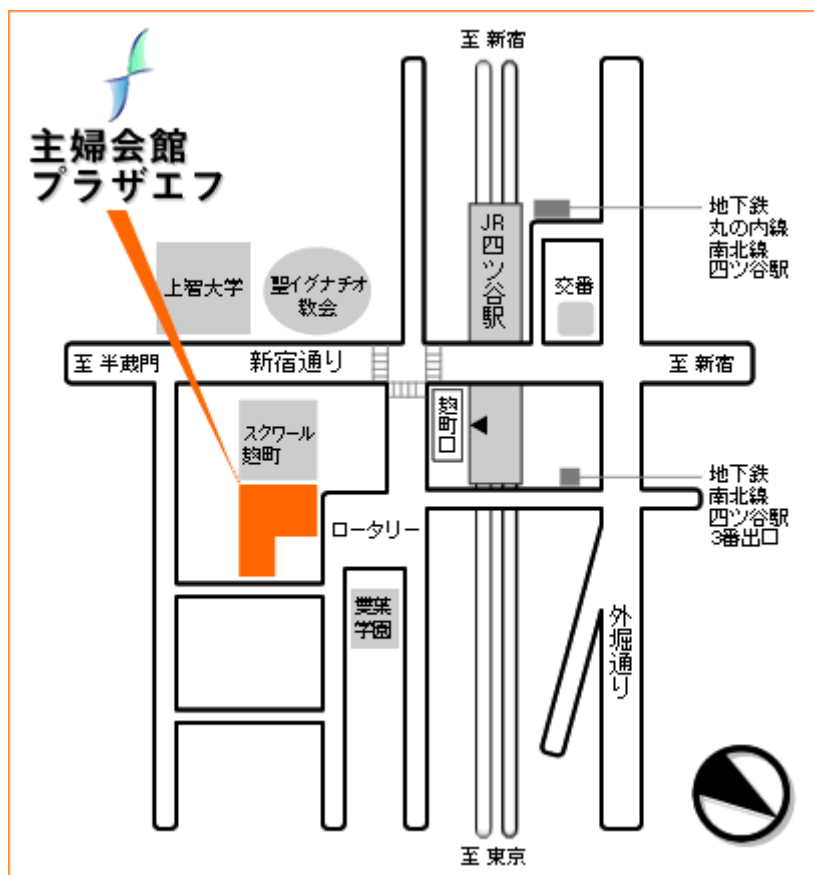 至 新宿
主婦会館
プラザエフ
JR
四ツ谷駅
地下鉄
丸の内線
南北線
四ツ谷駅
上智大学
聖イグナチオ
教会
交番
至 半蔵門
新宿通り
至 新宿
スクワール
麹町
麹町口
地下鉄
南北線
四ツ谷駅
3番出口
ロータリー
雙葉
学園
外堀通り
至 東京